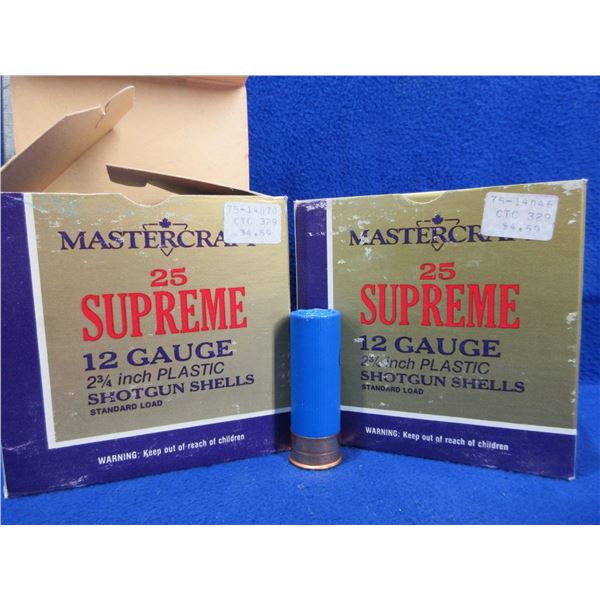 75-14070
CTC 329
$4.59
MASTERCRAFT
25
SUPREME
12 GAUGE
2¾ inch PLASTIC
SHOTGUN SHELLS
STANDARD LOAD
WARNING: Keep out of reach of children
75-14046
CTC 329
$4.59
MASTERCRAFT
25
SUPREME
12 GAUGE
2¾ inch PLASTIC
SHOTGUN SHELLS
STANDARD LOAD
WARNING: Keep out of reach of children